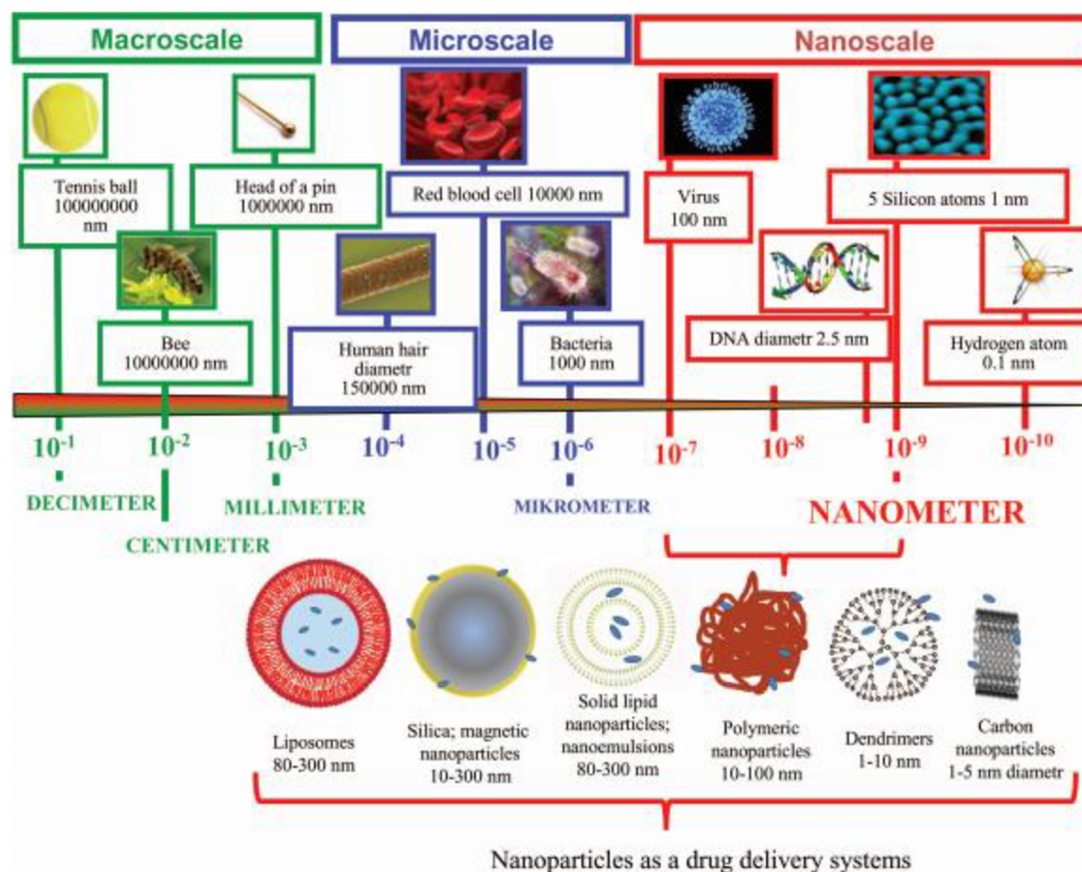 Macroscale
Microscale
Nanoscale
Tennis ball
100000000
nm
Head of a pin
1000000 nm
Red blood cell 10000 nm
Virus
100 nm
5 Silicon atoms 1 nm
Bee
10000000 nm
Human hair
diametr
150000 nm
Bacteria
1000 nm
DNA diametr 2.5 nm
Hydrogen atom
0.1 nm
10⁻¹
10⁻²
10⁻³
10⁻⁴
10⁻⁵
10⁻⁶
10⁻⁷
10⁻⁸
10⁻⁹
10⁻¹⁰
DECIMETER
CENTIMETER
MILLIMETER
MIKROMETER
NANOMETER
Liposomes
80-300 nm
Silica; magnetic
nanoparticles
10-300 nm
Solid lipid
nanoparticles;
nanoemulsions
80-300 nm
Polymeric
nanoparticles
10-100 nm
Dendrimers
1-10 nm
Carbon
nanoparticles
1-5 nm diametr
Nanoparticles as a drug delivery systems